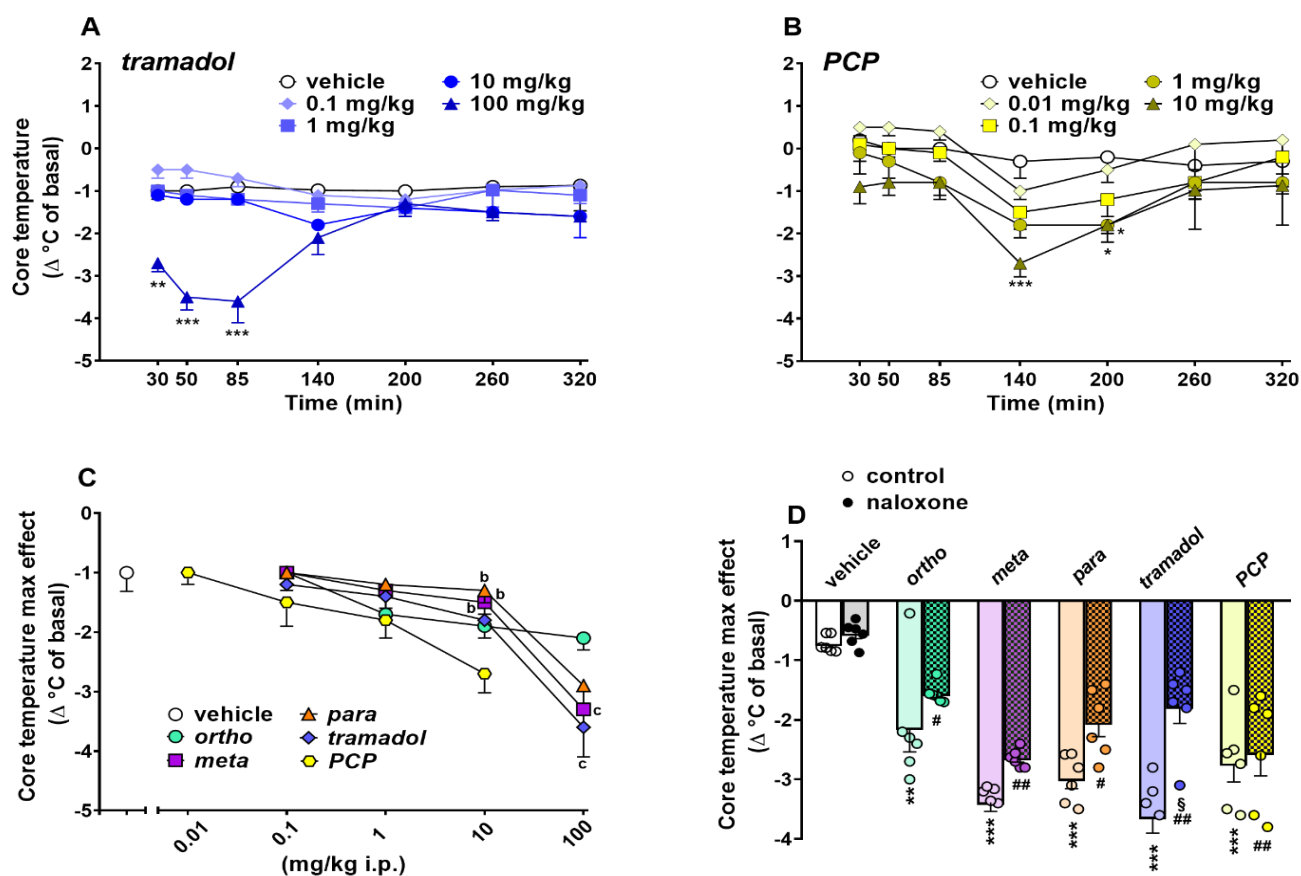 A
tramadol
vehicle
0.1 mg/kg
1 mg/kg
10 mg/kg
100 mg/kg
Core temperature
(Δ °C of basal)
2
1
0
-1
-2
-3
-4
-5
**
***
***
30 50 85 140 200 260 320
Time (min)
B
PCP
vehicle
0.01 mg/kg
0.1 mg/kg
1 mg/kg
10 mg/kg
2
1
0
-1
-2
-3
-4
-5
***
*
*
30 50 85 140 200 260 320
Time (min)
C
Core temperature max effect
(Δ °C of basal)
0
-1
-2
-3
-4
-5
b
b
b
c
c
vehicle
ortho
meta
para
tramadol
PCP
0.01 0.1 1 10 100
(mg/kg i.p.)
control
naloxone
D
Core temperature max effect
(Δ °C of basal)
1
0
-1
-2
-3
-4
vehicle
ortho
meta
para
tramadol
PCP
**
#
***
##
***
#
***
§
##
***
##